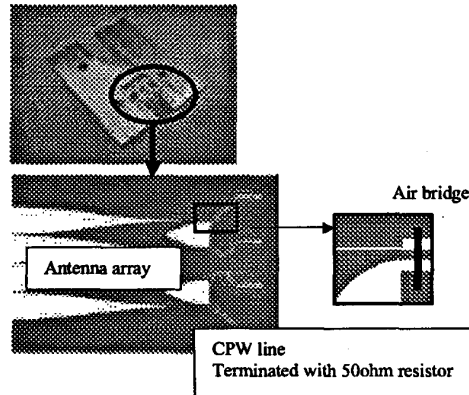 Air bridge
Antenna array
CPW line
Terminated with 50ohm resistor